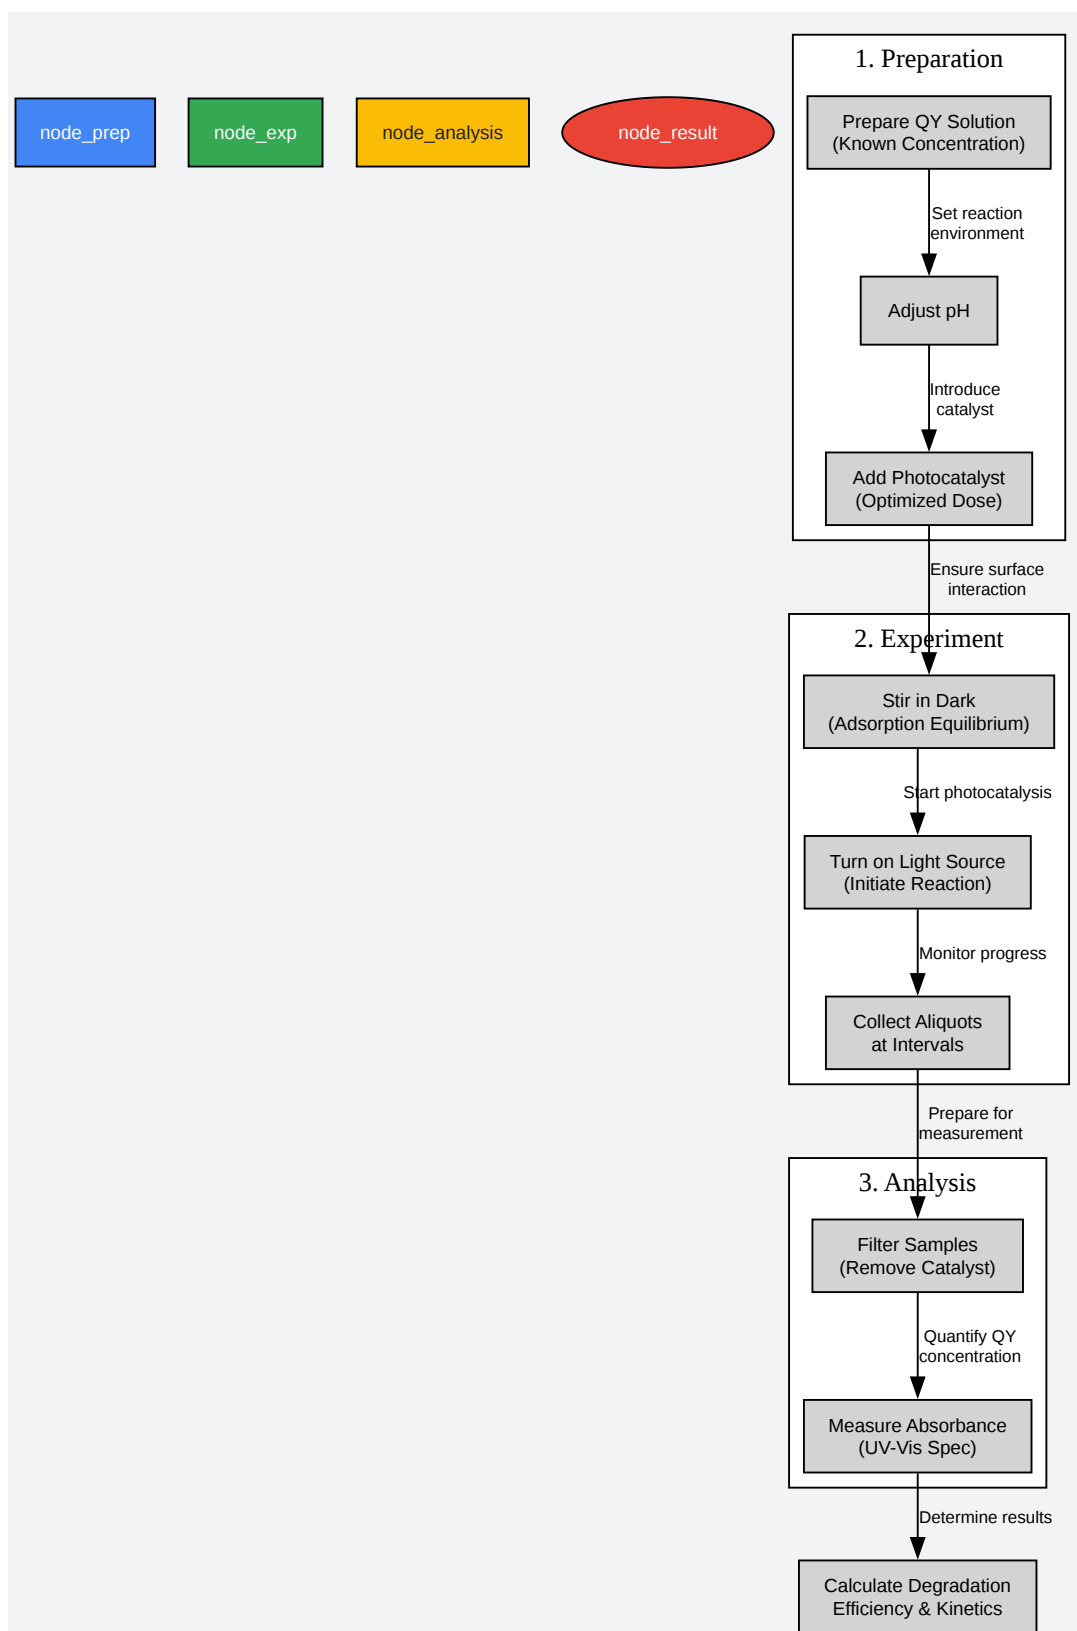 1. Preparation
node_prep
node_exp
node_analysis
node_result
Prepare QY Solution
(Known Concentration)
Set reaction
environment
Adjust pH
Introduce
catalyst
Add Photocatalyst
(Optimized Dose)
Ensure surface
interaction
2. Experiment
Stir in Dark
(Adsorption Equilibrium)
Start photocatalysis
Turn on Light Source
(Initiate Reaction)
Monitor progress
Collect Aliquots
at Intervals
Prepare for
measurement
3. Analysis
Filter Samples
(Remove Catalyst)
Quantify QY
concentration
Measure Absorbance
(UV-Vis Spec)
Determine results
Calculate Degradation
Efficiency & Kinetics